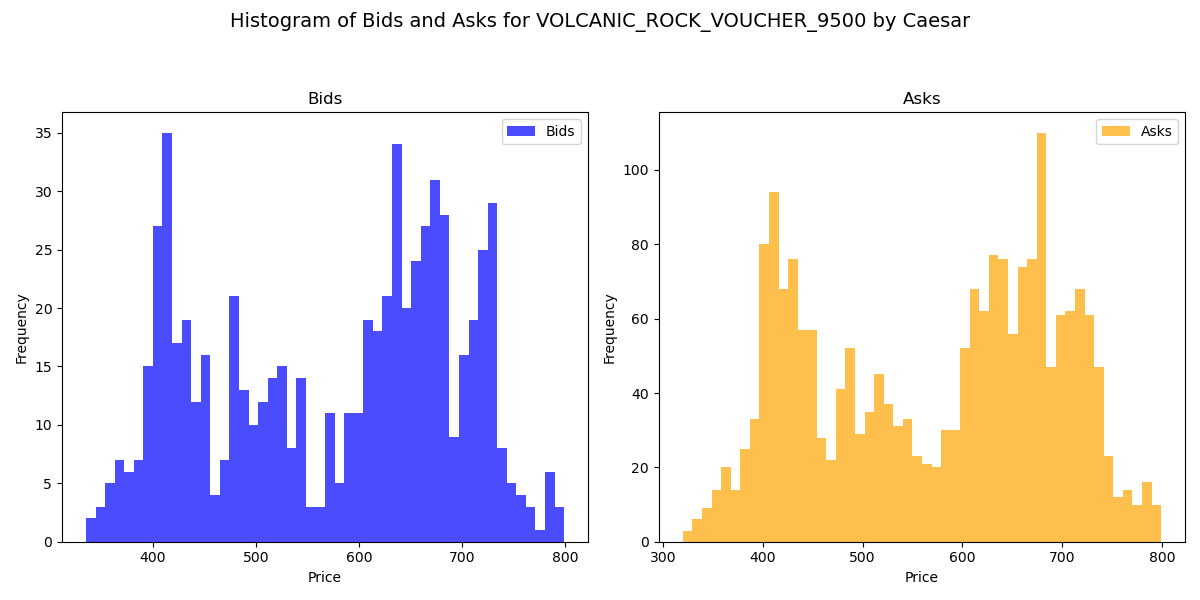 Histogram of Bids and Asks for VOLCANIC_ROCK_VOUCHER_9500 by Caesar
Bids
Bids
Frequency
35
30
25
20
15
10
5
0
400 500 600 700 800
Price
Asks
Asks
Frequency
100
80
60
40
20
0
300 400 500 600 700 800
Price